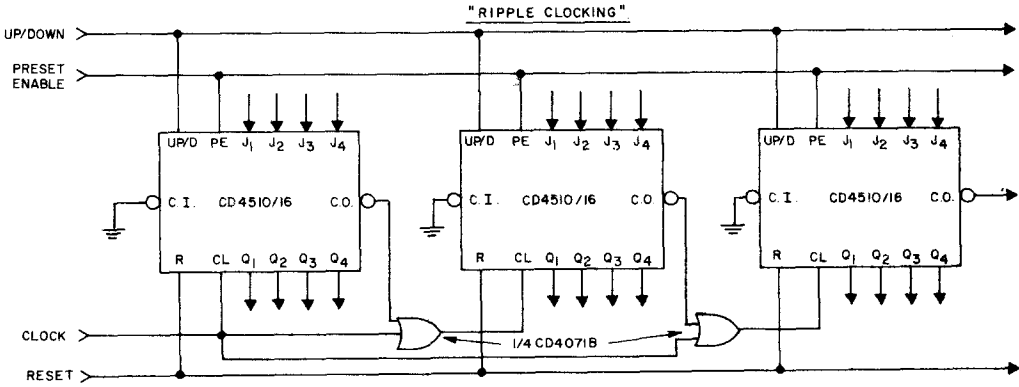 "RIPPLE CLOCKING"
UP/DOWN
PRESET
ENABLE
UP/D PE J1 J2 J3 J4
UP/D PE J1 J2 J3 J4
UP/D PE J1 J2 J3 J4
C.I. CD4510/16 C.O.
C.I. CD4510/16 C.O.
C.I. CD4510/16 C.O.
R CL Q1 Q2 Q3 Q4
R CL Q1 Q2 Q3 Q4
R CL Q1 Q2 Q3 Q4
CLOCK
1/4 CD4071B
RESET